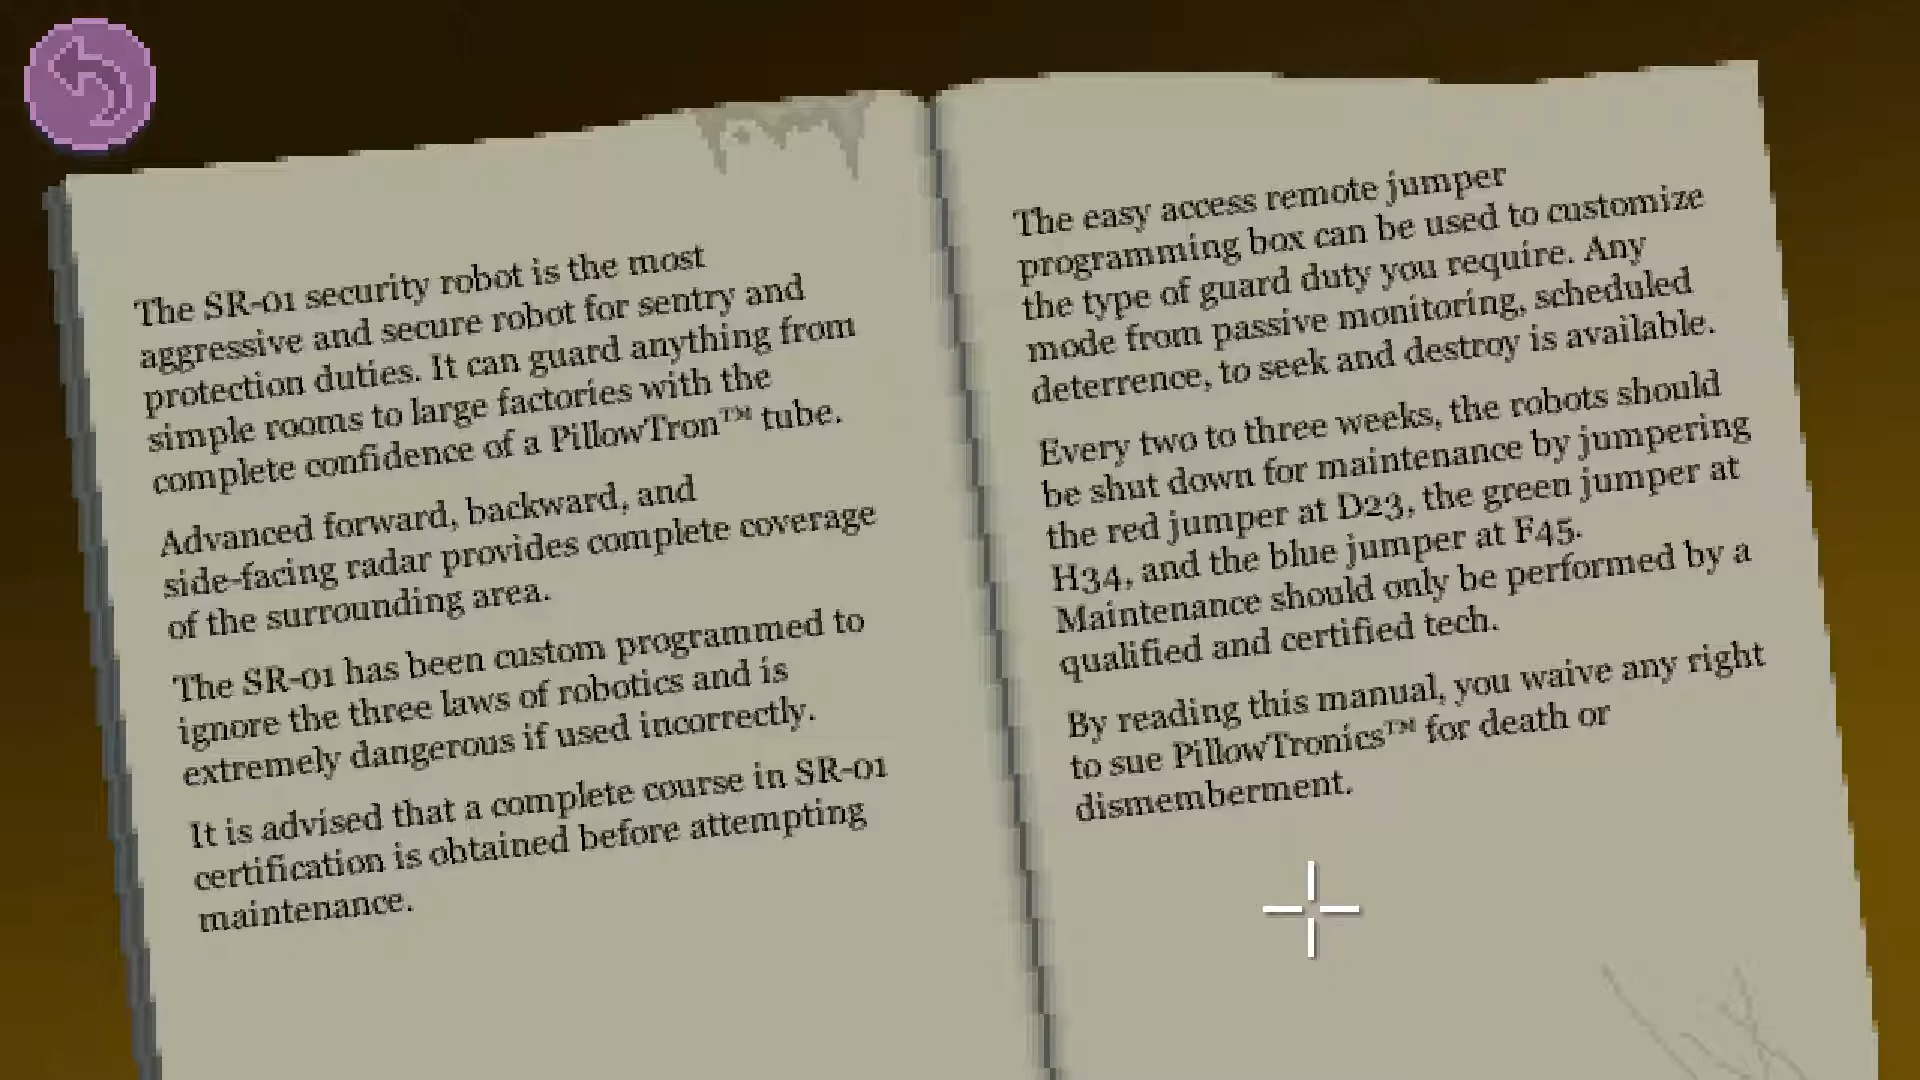 The SR-01 security robot is the most
aggressive and secure robot for sentry and
protection duties. It can guard anything from
simple rooms to large factories with the
complete confidence of a PillowTron™ tube.
Advanced forward, backward, and
side-facing radar provides complete coverage
of the surrounding area.
The SR-01 has been custom programmed to
ignore the three laws of robotics and is
extremely dangerous if used incorrectly.
It is advised that a complete course in SR-01
certification is obtained before attempting
maintenance.
The easy access remote jumper
programming box can be used to customize
the type of guard duty you require. Any
mode from passive monitoring, scheduled
deterrence, to seek and destroy is available.
Every two to three weeks, the robots should
be shut down for maintenance by jumpering
the red jumper at D23, the green jumper at
H34, and the blue jumper at F45.
Maintenance should only be performed by a
qualified and certified tech.
By reading this manual, you waive any right
to sue PillowTronics™ for death or
dismemberment.